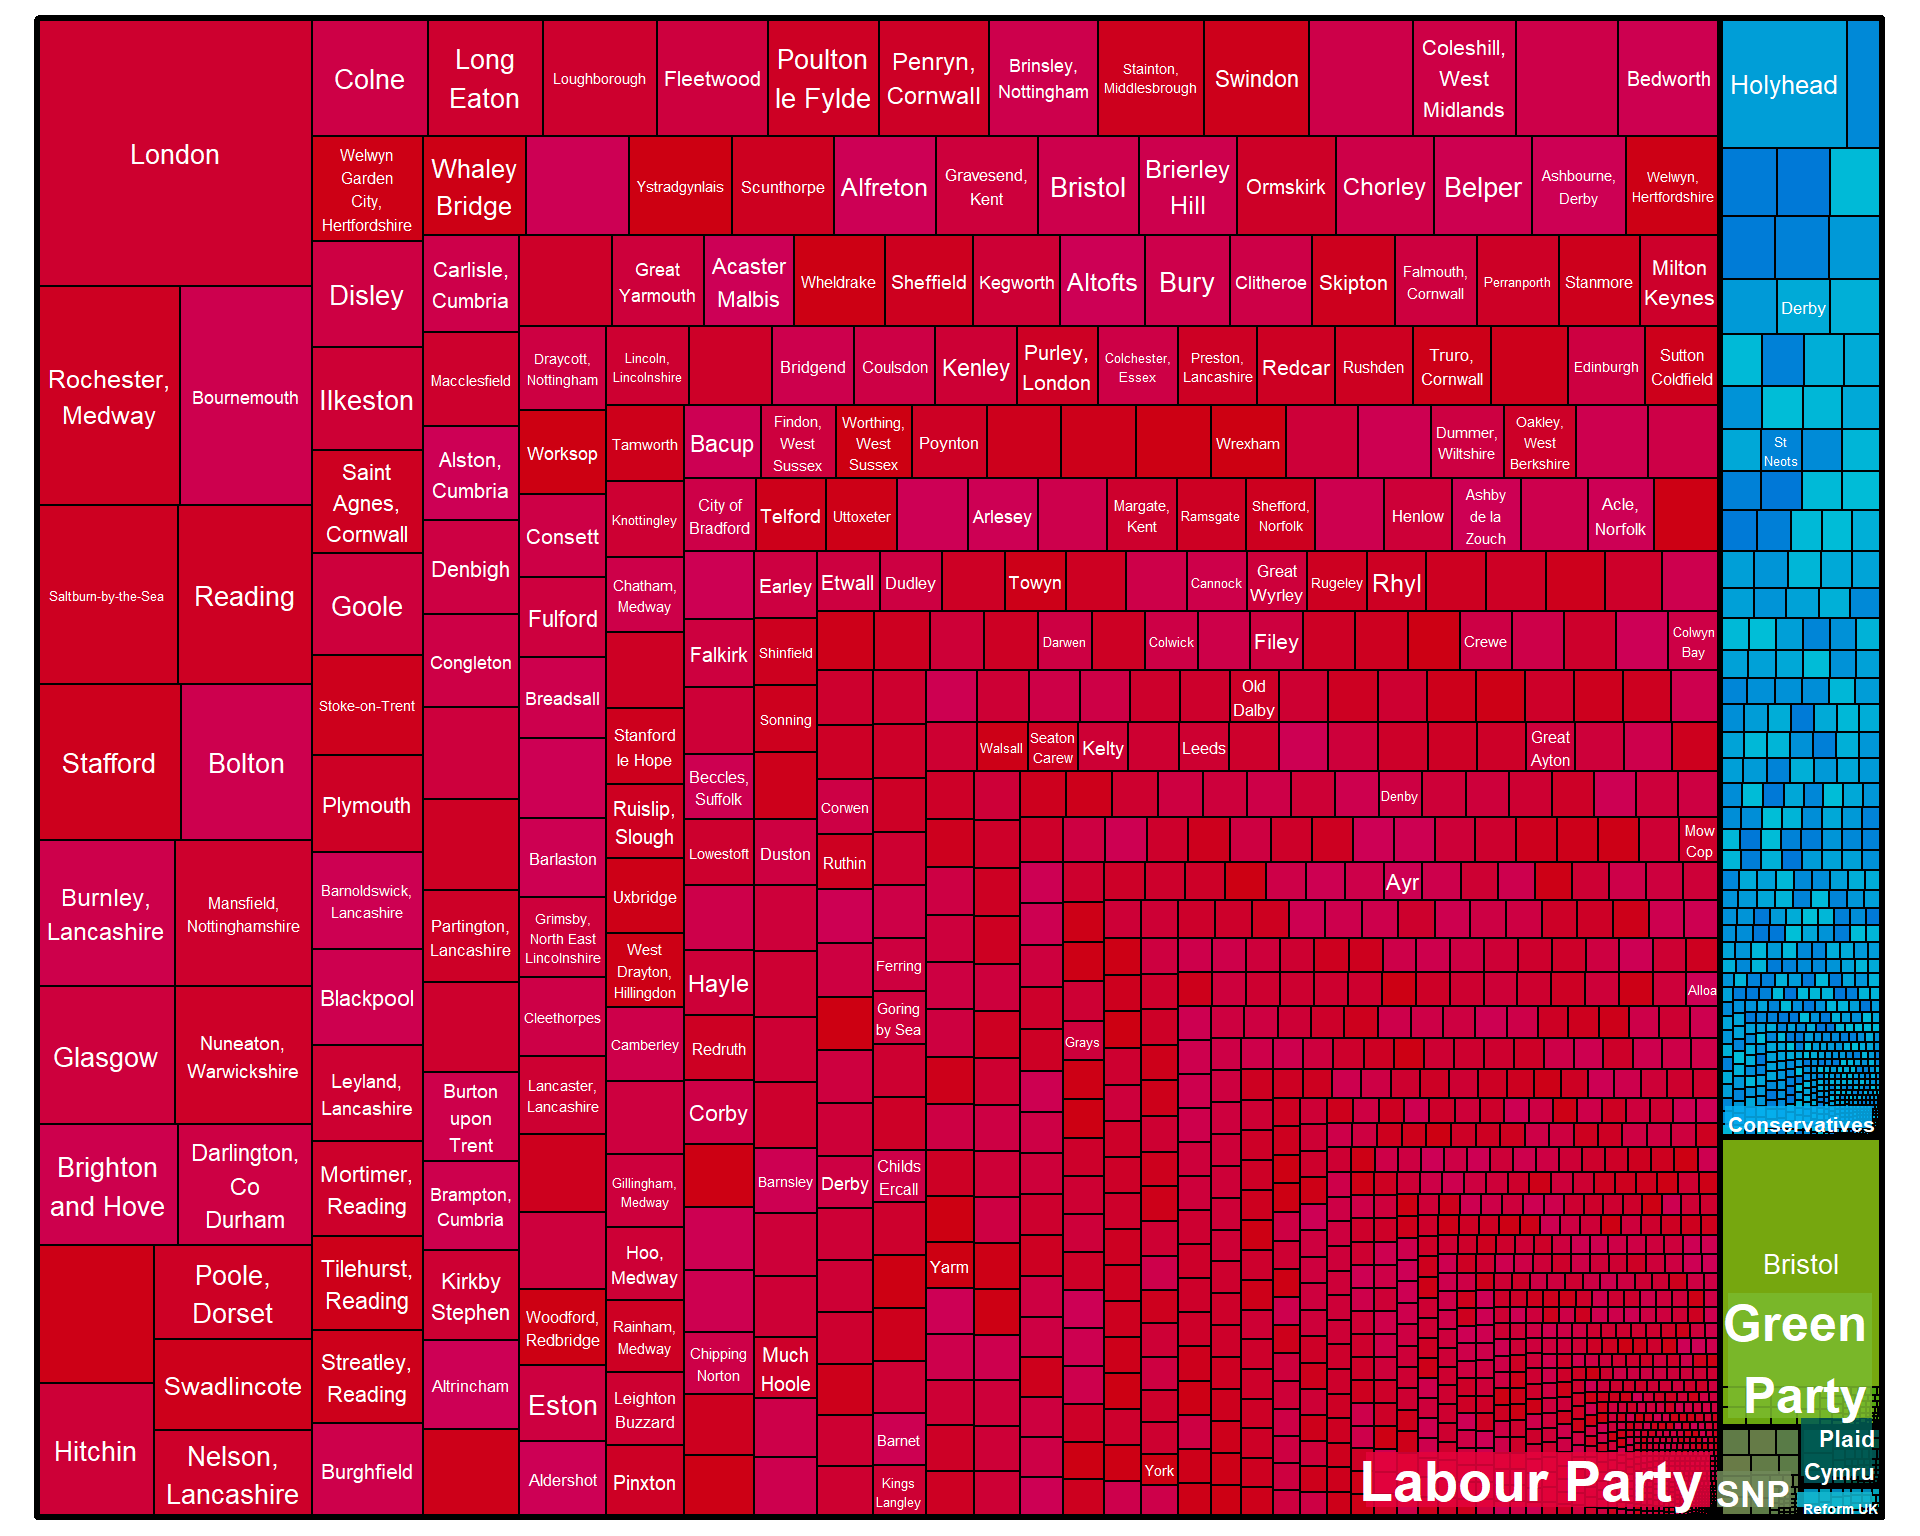 London
Colne
Long
Eaton
Loughborough
Fleetwood
Poulton
le Fylde
Penryn,
Cornwall
Brinsley,
Nottingham
Stainton,
Middlesbrough
Swindon
Coleshill,
West
Midlands
Bedworth
Holyhead
Welwyn
Garden
City,
Hertfordshire
Whaley
Bridge
Ystradgynlais
Scunthorpe
Alfreton
Gravesend,
Kent
Bristol
Brierley
Hill
Ormskirk
Chorley
Belper
Ashbourne,
Derby
Welwyn,
Hertfordshire
Disley
Carlisle,
Cumbria
Great
Yarmouth
Acaster
Malbis
Wheldrake
Sheffield
Kegworth
Altofts
Bury
Clitheroe
Skipton
Falmouth,
Cornwall
Perranporth
Stanmore
Milton
Keynes
Derby
Rochester,
Medway
Bournemouth
Ilkeston
Macclesfield
Draycott,
Nottingham
Lincoln,
Lincolnshire
Bridgend
Coulsdon
Kenley
Purley,
London
Colchester,
Essex
Preston,
Lancashire
Redcar
Rushden
Truro,
Cornwall
Edinburgh
Sutton
Coldfield
Saint
Agnes,
Cornwall
Alston,
Cumbria
Worksop
Tamworth
Bacup
Findon,
West
Sussex
Worthing,
West
Sussex
Poynton
Wrexham
Dummer,
Wiltshire
Oakley,
West
Berkshire
St
Neots
Consett
Knottingley
City of
Bradford
Telford
Uttoxeter
Arlesey
Margate,
Kent
Ramsgate
Shefford,
Norfolk
Henlow
Ashby
de la
Zouch
Acle,
Norfolk
Saltburn-by-the-Sea
Reading
Goole
Denbigh
Fulford
Chatham,
Medway
Earley
Etwall
Dudley
Towyn
Cannock
Great
Wyrley
Rugeley
Rhyl
Congleton
Falkirk
Shinfield
Darwen
Colwick
Filey
Crewe
Colwyn
Bay
Stoke-on-Trent
Breadsall
Stanford
le Hope
Sonning
Old
Dalby
Stafford
Bolton
Plymouth
Beccles,
Suffolk
Walsall
Seaton
Carew
Kelty
Leeds
Great
Ayton
Ruislip,
Slough
Corwen
Denby
Barlaston
Lowestoft
Duston
Ruthin
Mow
Cop
Burnley,
Lancashire
Mansfield,
Nottinghamshire
Barnoldswick,
Lancashire
Partington,
Lancashire
Grimsby,
North East
Lincolnshire
Uxbridge
Ayr
West
Drayton,
Hillingdon
Hayle
Ferring
Alloa
Blackpool
Cleethorpes
Goring
by Sea
Glasgow
Nuneaton,
Warwickshire
Leyland,
Lancashire
Burton
upon
Trent
Lancaster,
Lancashire
Camberley
Redruth
Grays
Corby
Conservatives
Brighton
and Hove
Darlington,
Co
Durham
Mortimer,
Reading
Brampton,
Cumbria
Gillingham,
Medway
Barnsley
Derby
Childs
Ercall
Poole,
Dorset
Tilehurst,
Reading
Kirkby
Stephen
Hoo,
Medway
Yarm
Bristol
Green
Party
Swadlincote
Streatley,
Reading
Altrincham
Woodford,
Redbridge
Rainham,
Medway
Chipping
Norton
Much
Hoole
Hitchin
Nelson,
Lancashire
Burghfield
Eston
Leighton
Buzzard
Aldershot
Pinxton
Barnet
Kings
Langley
York
Labour Party
SNP
Plaid
Cymru
Reform UK